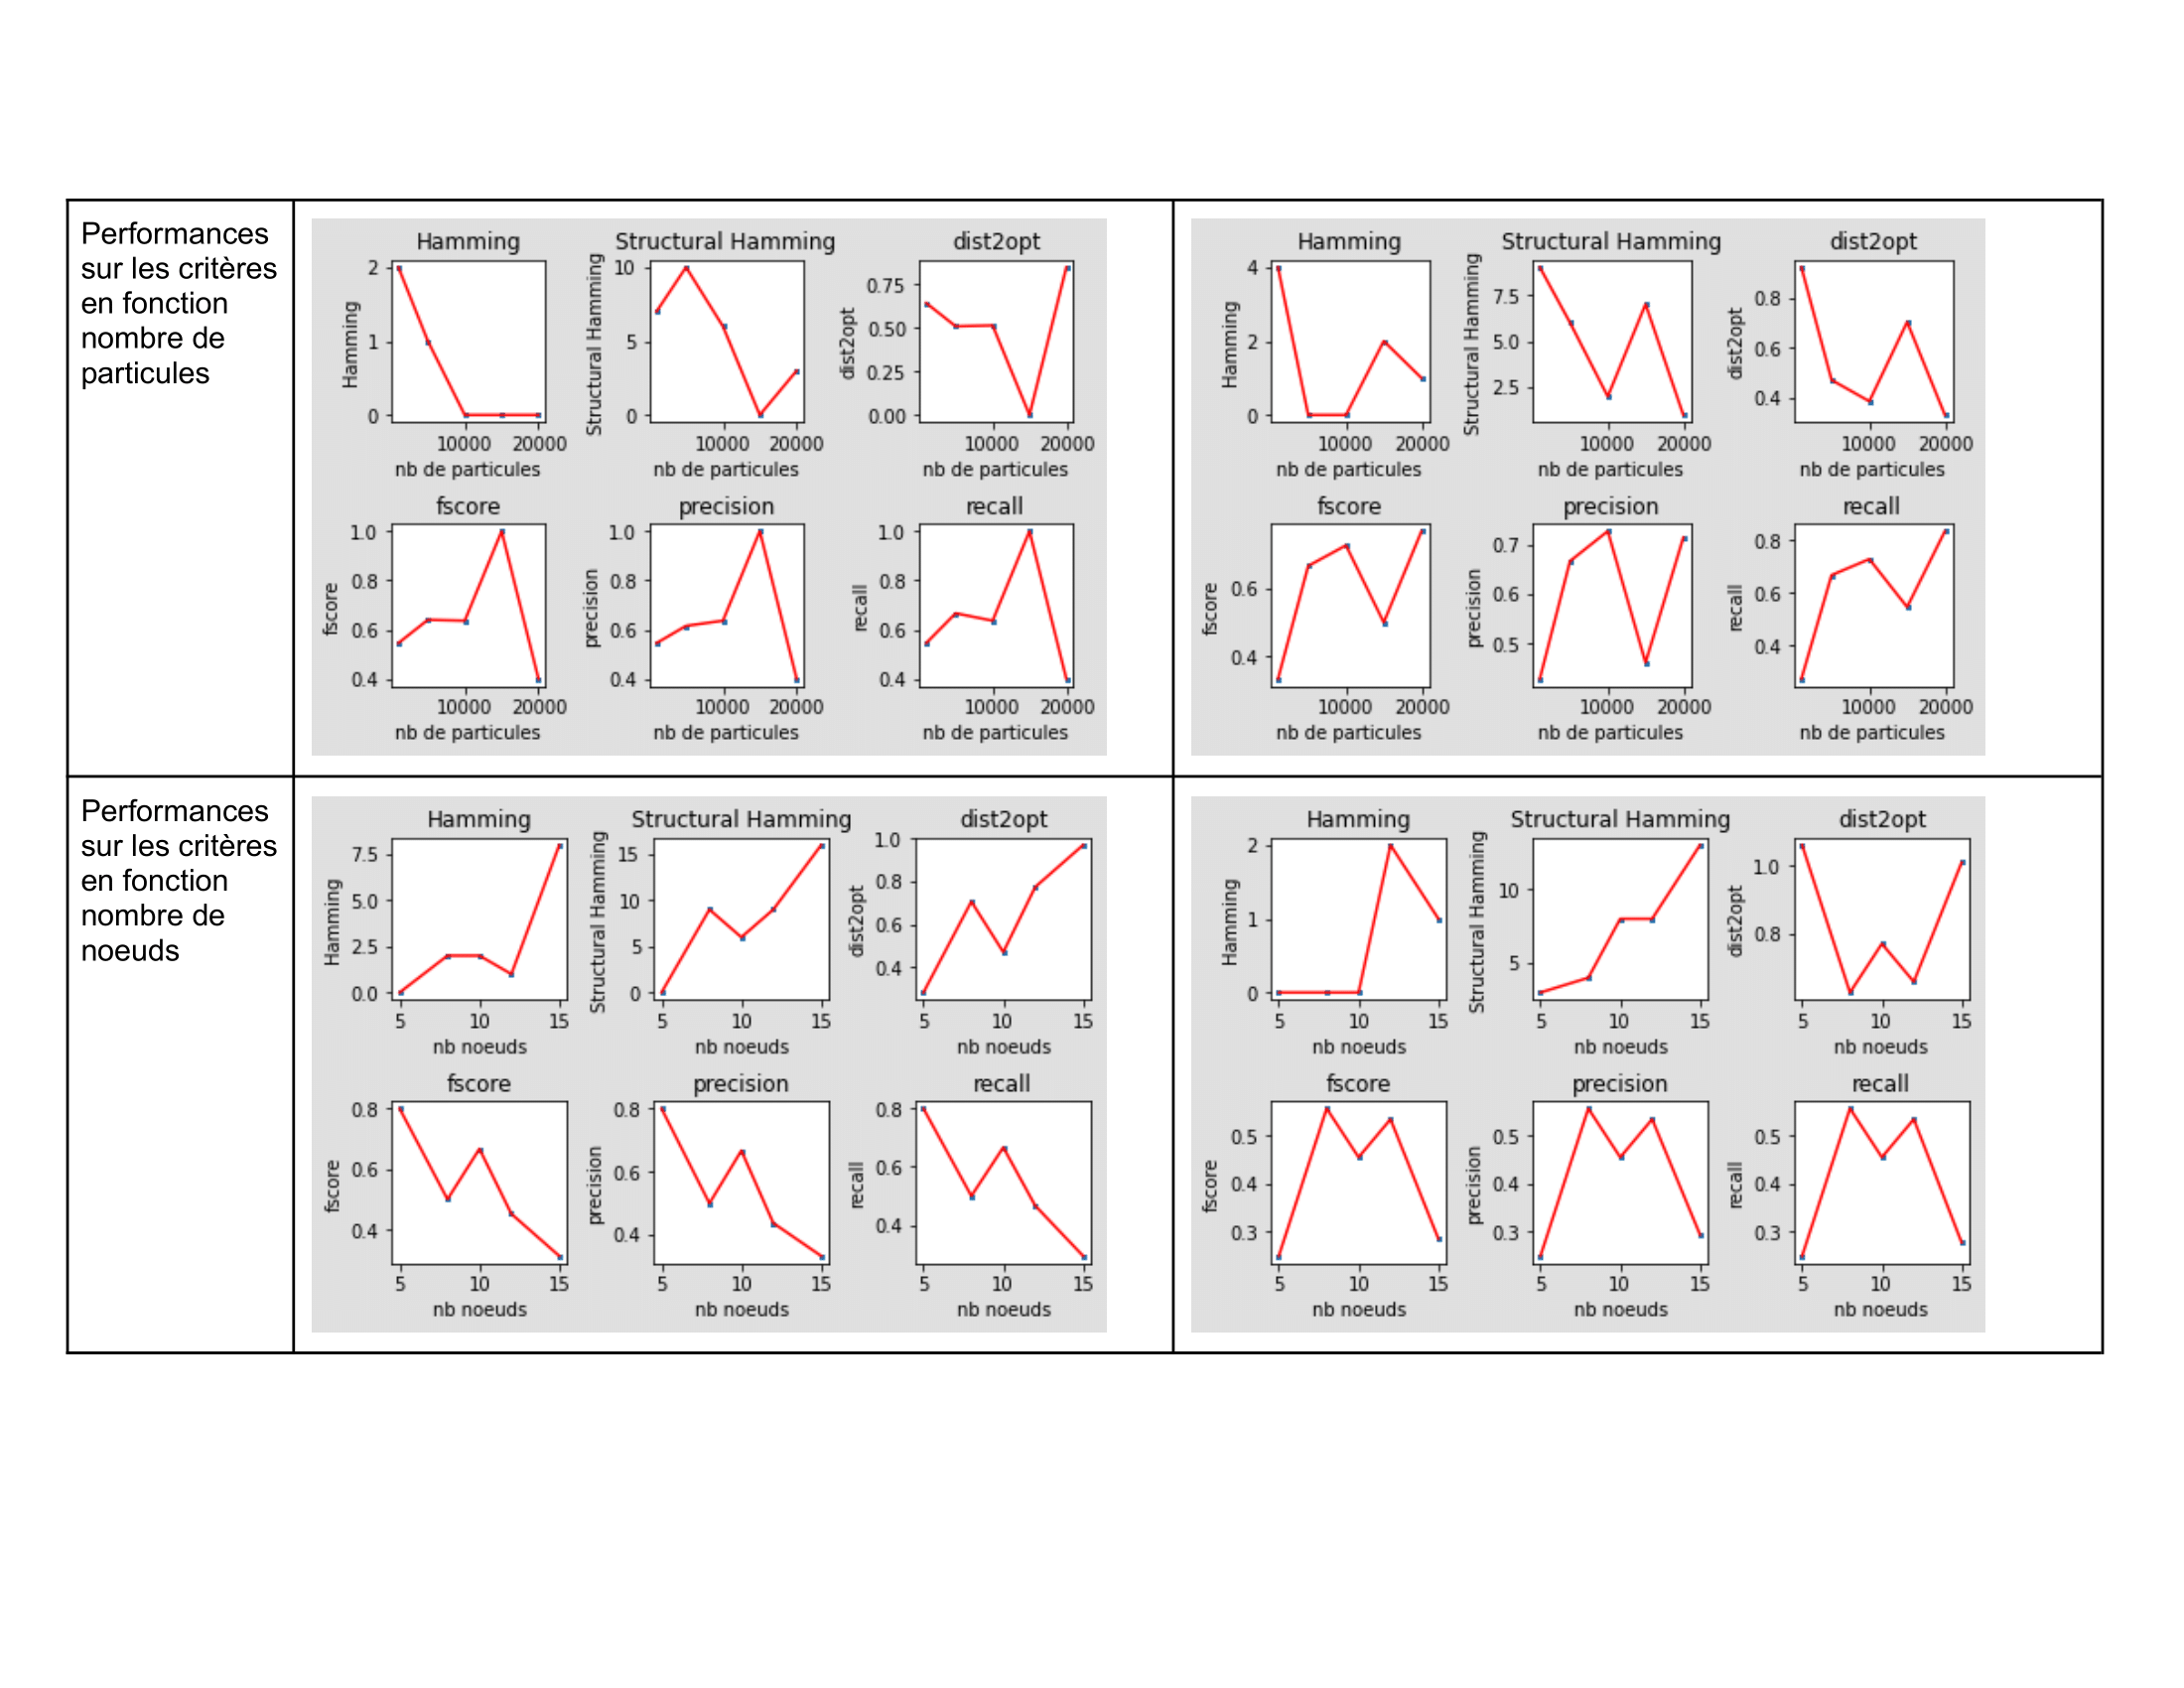 Performances
sur les critères
en fonction
nombre de
particules
Hamming
Structural Hamming
dist2opt
Hamming
2
1
0
10000 20000
nb de particules
Structural Hamming
10
5
0
10000 20000
nb de particules
dist2opt
0.75
0.50
0.25
0.00
10000 20000
nb de particules
fscore
precision
recall
fscore
1.0
0.8
0.6
0.4
10000 20000
nb de particules
precision
1.0
0.8
0.6
0.4
10000 20000
nb de particules
recall
1.0
0.8
0.6
0.4
10000 20000
nb de particules
Hamming
Structural Hamming
dist2opt
Hamming
4
2
0
10000 20000
nb de particules
Structural Hamming
7.5
5.0
2.5
10000 20000
nb de particules
dist2opt
0.8
0.6
0.4
10000 20000
nb de particules
fscore
precision
recall
fscore
0.6
0.4
10000 20000
nb de particules
precision
0.7
0.6
0.5
10000 20000
nb de particules
recall
0.8
0.6
0.4
10000 20000
nb de particules
Performances
sur les critères
en fonction
nombre de
noeuds
Hamming
Structural Hamming
dist2opt
Hamming
7.5
5.0
2.5
0.0
5 10 15
nb noeuds
Structural Hamming
15
10
5
0
5 10 15
nb noeuds
dist2opt
1.0
0.8
0.6
0.4
5 10 15
nb noeuds
fscore
precision
recall
fscore
0.8
0.6
0.4
5 10 15
nb noeuds
precision
0.8
0.6
0.4
5 10 15
nb noeuds
recall
0.8
0.6
0.4
5 10 15
nb noeuds
Hamming
Structural Hamming
dist2opt
Hamming
2
1
0
5 10 15
nb noeuds
Structural Hamming
10
5
5 10 15
nb noeuds
dist2opt
1.0
0.8
5 10 15
nb noeuds
fscore
precision
recall
fscore
0.5
0.4
0.3
5 10 15
nb noeuds
precision
0.5
0.4
0.3
5 10 15
nb noeuds
recall
0.5
0.4
0.3
5 10 15
nb noeuds